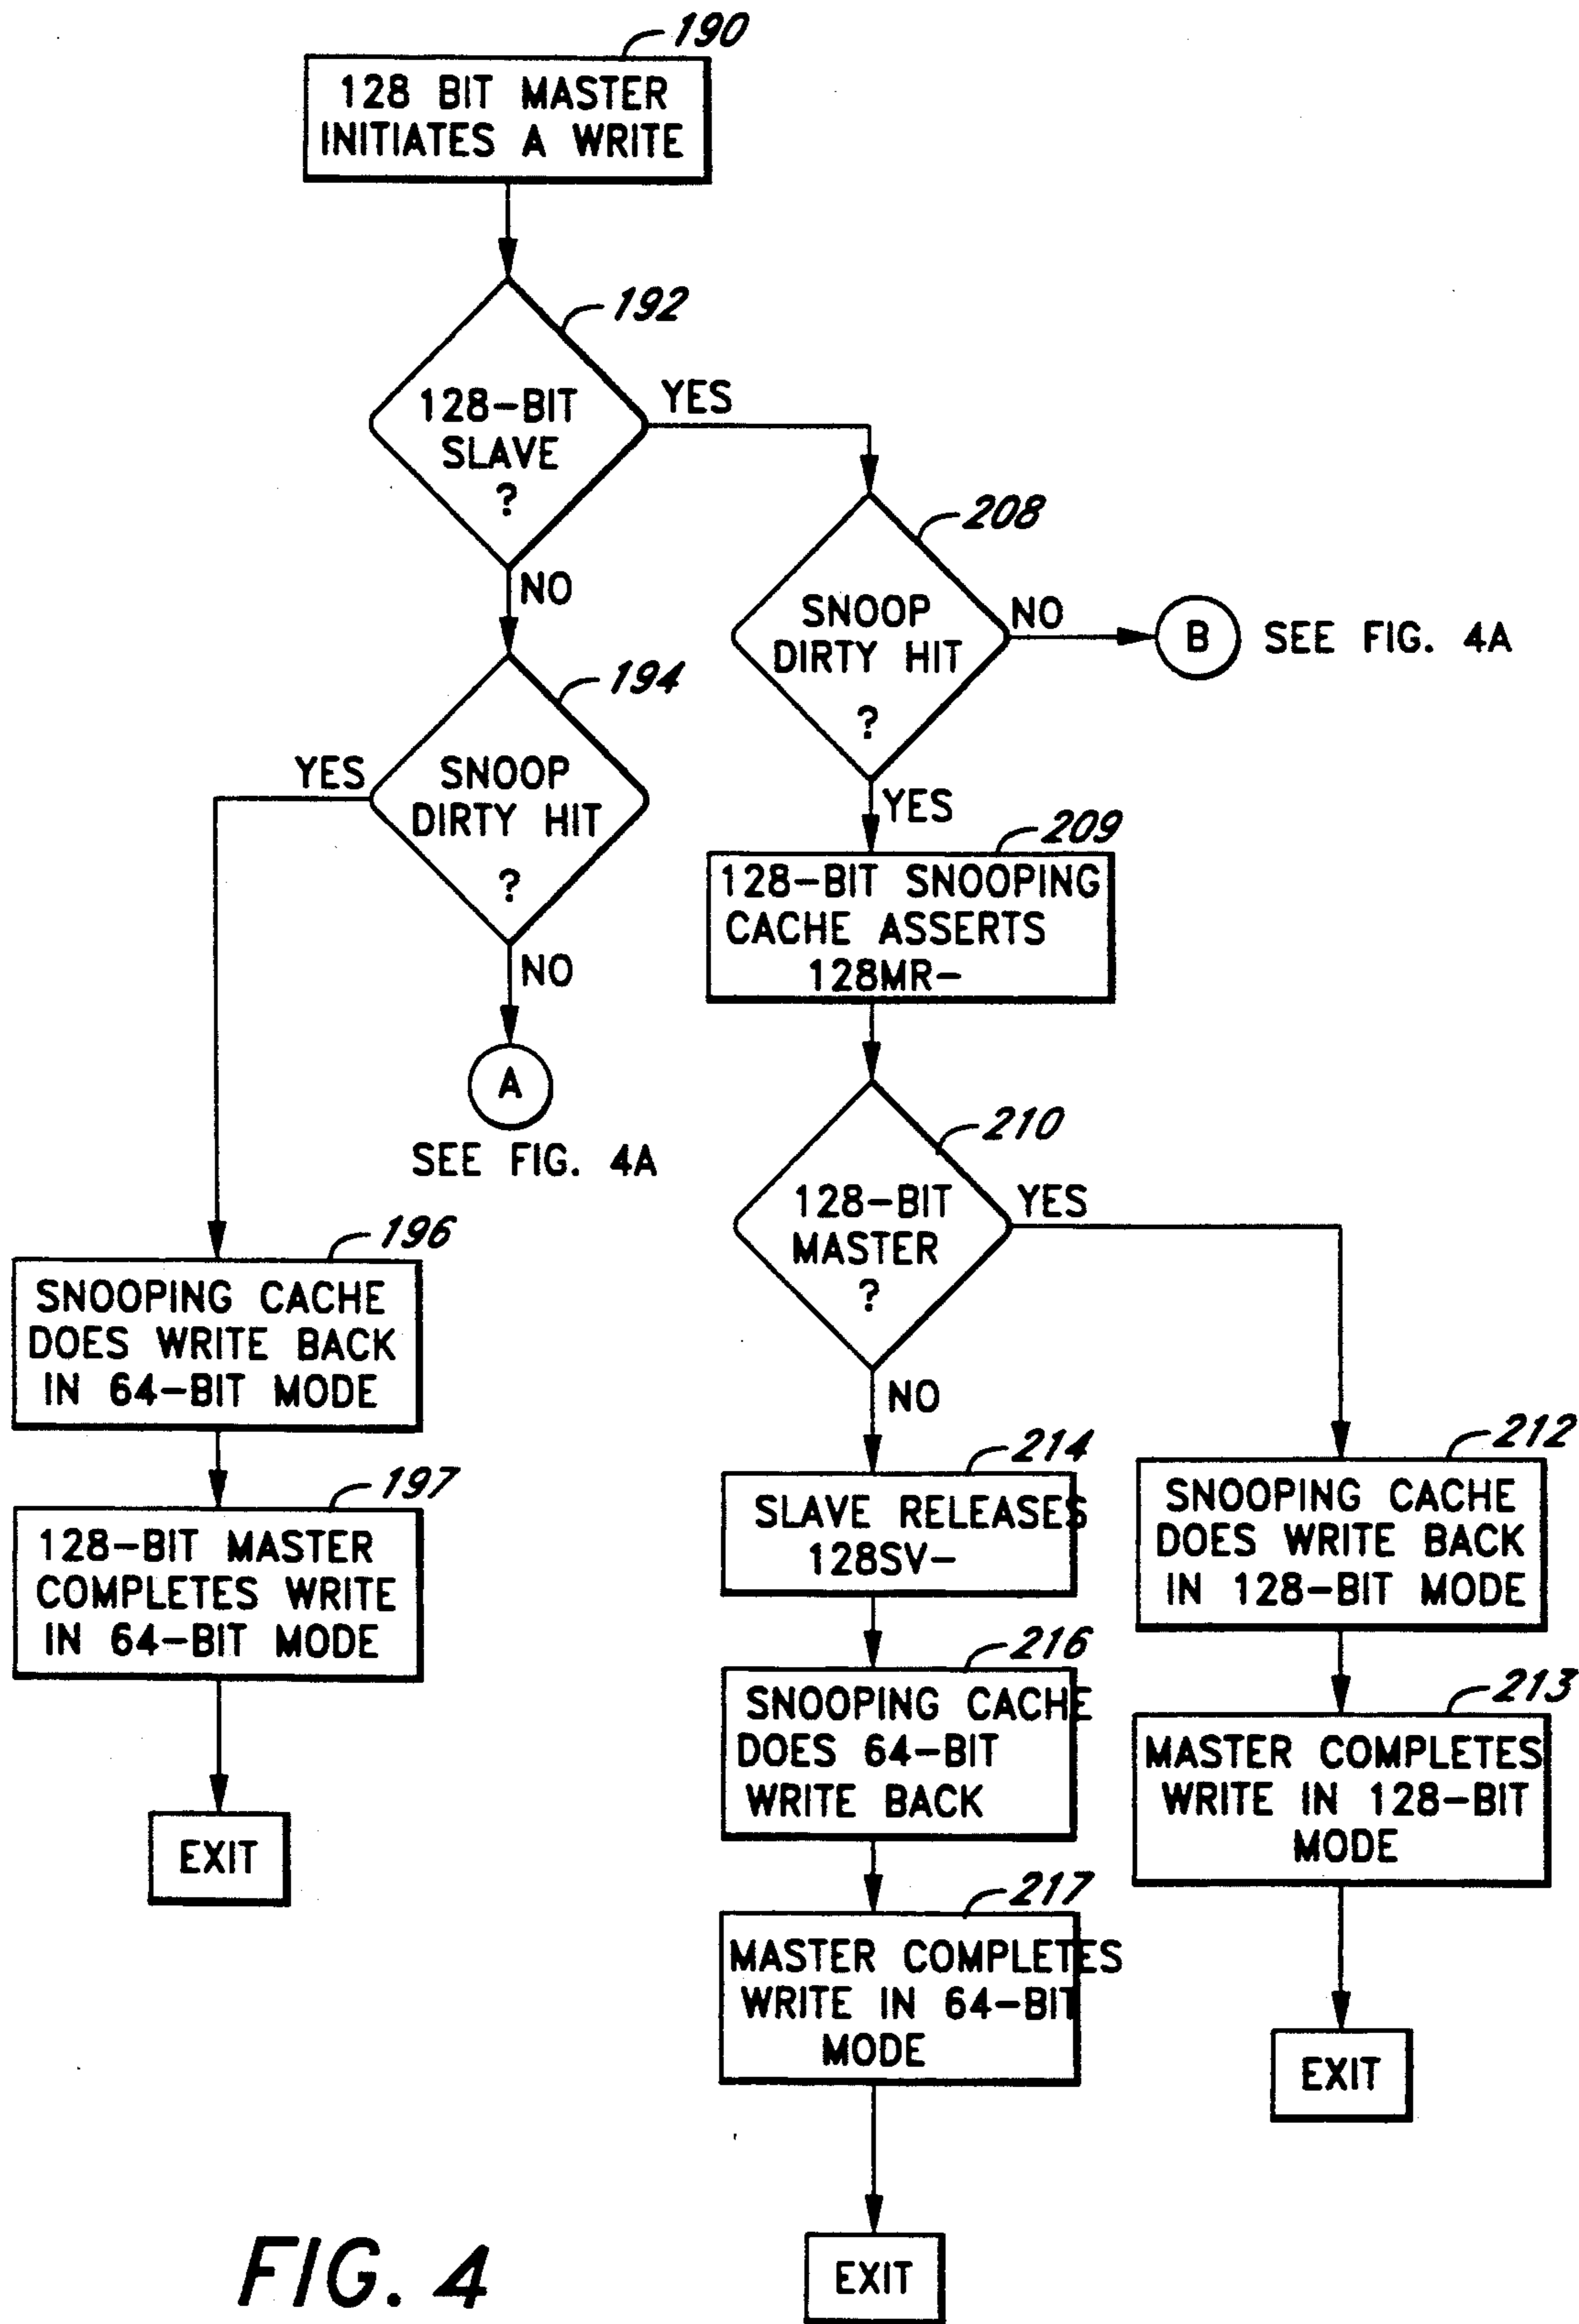 190
128 BIT MASTER
INITIATES A WRITE
192
128-BIT
SLAVE
?
YES
NO
208
SNOOP
DIRTY HIT
?
NO
B
SEE FIG. 4A
YES
194
SNOOP
DIRTY HIT
?
YES
NO
A
SEE FIG. 4A
209
128-BIT SNOOPING
CACHE ASSERTS
128MR-
210
128-BIT
MASTER
?
YES
NO
196
SNOOPING CACHE
DOES WRITE BACK
IN 64-BIT MODE
197
128-BIT MASTER
COMPLETES WRITE
IN 64-BIT MODE
EXIT
214
SLAVE RELEASES
128SV-
216
SNOOPING CACHE
DOES 64-BIT
WRITE BACK
217
MASTER COMPLETES
WRITE IN 64-BIT
MODE
EXIT
212
SNOOPING CACHE
DOES WRITE BACK
IN 128-BIT MODE
213
MASTER COMPLETES
WRITE IN 128-BIT
MODE
EXIT
FIG. 4